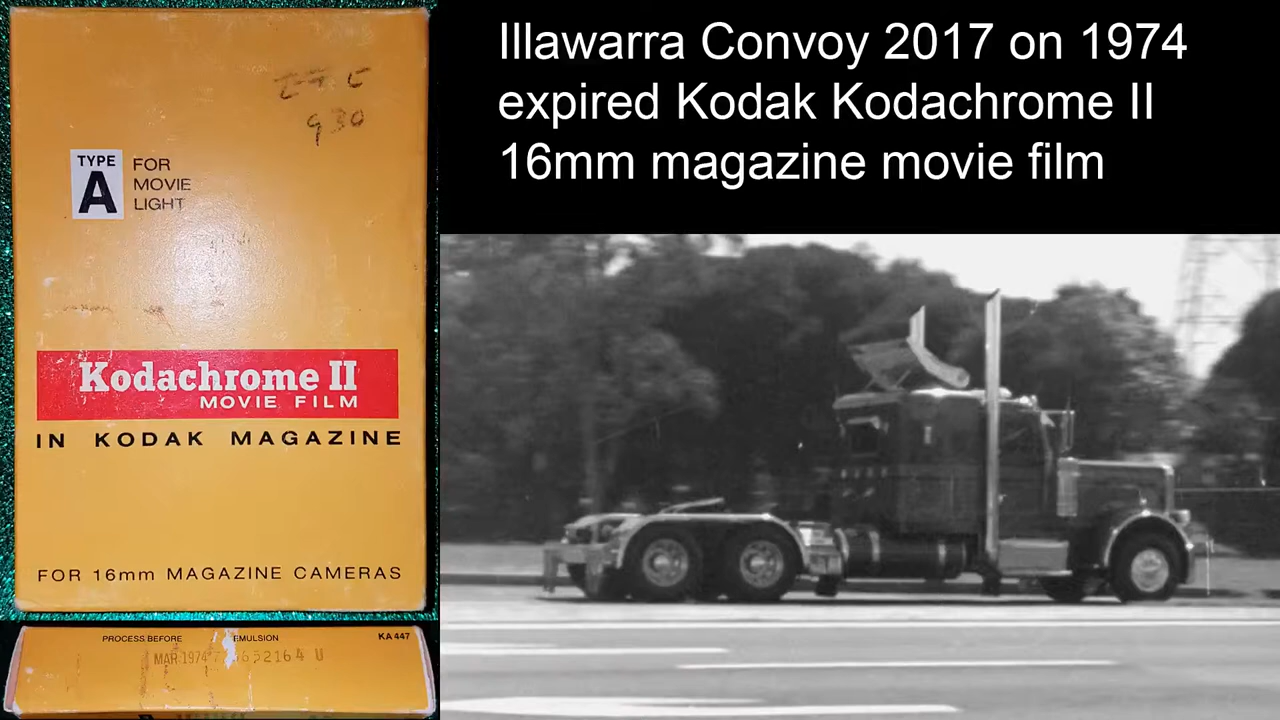 Illawarra Convoy 2017 on 1974
expired Kodak Kodachrome II
16mm magazine movie film
930
TYPE
A
FOR
MOVIE
LIGHT
Kodachrome II
MOVIE FILM
IN KODAK MAGAZINE
FOR 16mm MAGAZINE CAMERAS
PROCESS BEFORE EMULSION KA 447
MAR 1974